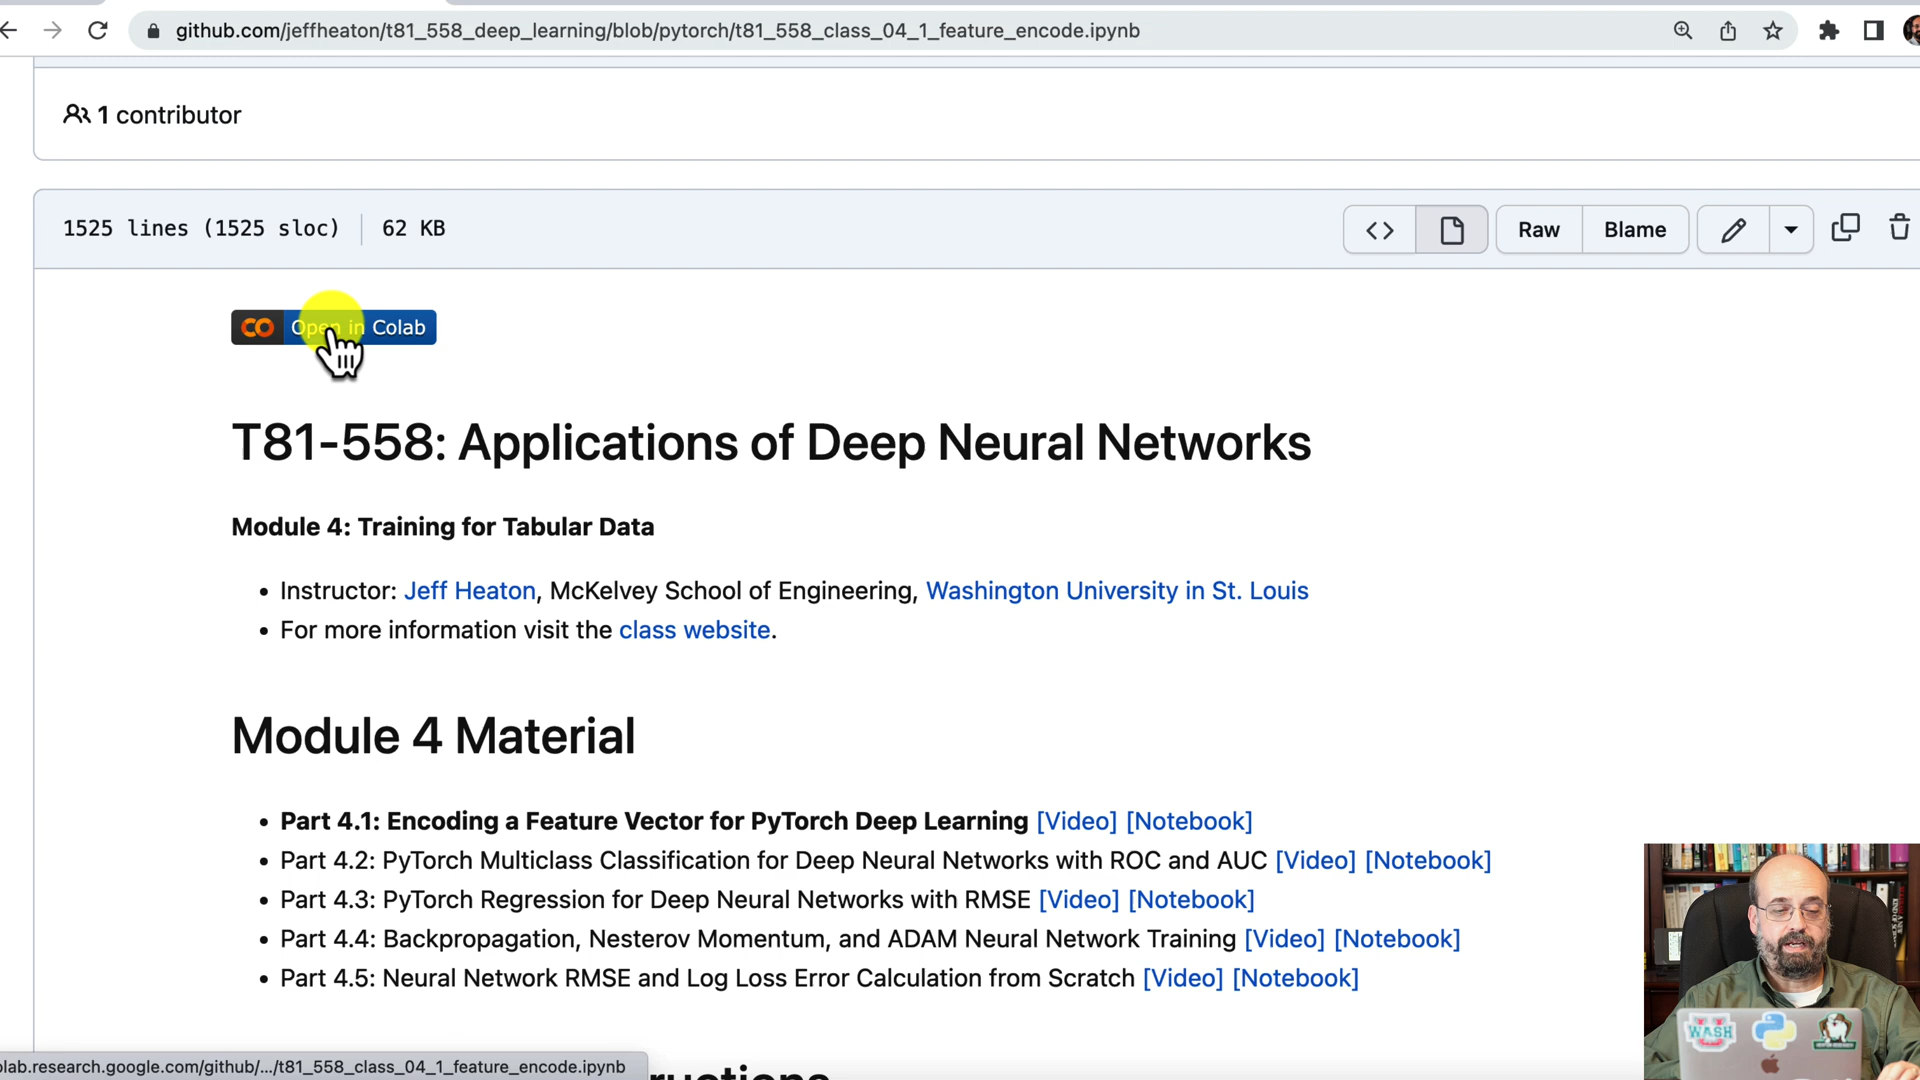 github.com/jeffheaton/t81_558_deep_learning/blob/pytorch/t81_558_class_04_1_feature_encode.ipynb
1 contributor
1525 lines (1525 sloc) 62 KB
Raw
Blame
Open in Colab
T81-558: Applications of Deep Neural Networks
Module 4: Training for Tabular Data
• Instructor: Jeff Heaton, McKelvey School of Engineering, Washington University in St. Louis
• For more information visit the class website.
Module 4 Material
• Part 4.1: Encoding a Feature Vector for PyTorch Deep Learning [Video] [Notebook]
• Part 4.2: PyTorch Multiclass Classification for Deep Neural Networks with ROC and AUC [Video] [Notebook]
• Part 4.3: PyTorch Regression for Deep Neural Networks with RMSE [Video] [Notebook]
• Part 4.4: Backpropagation, Nesterov Momentum, and ADAM Neural Network Training [Video] [Notebook]
• Part 4.5: Neural Network RMSE and Log Loss Error Calculation from Scratch [Video] [Notebook]
olab.research.google.com/github/.../t81_558_class_04_1_feature_encode.ipynb
WASH